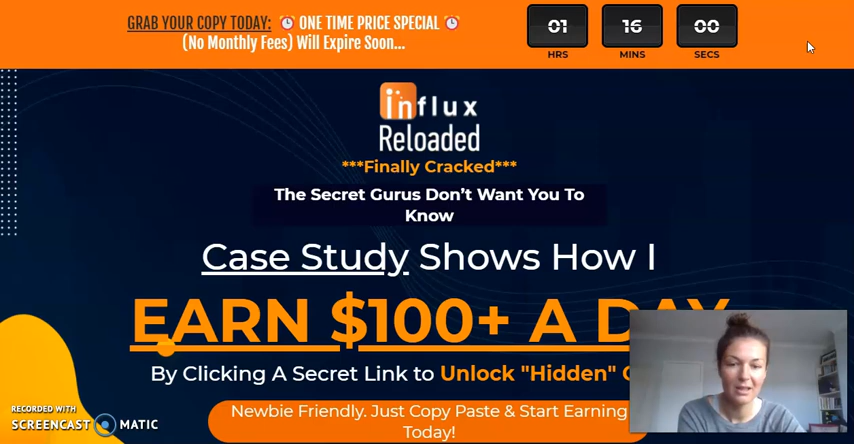 GRAB YOUR COPY TODAY: ⏰ ONE TIME PRICE SPECIAL ⏰
(No Monthly Fees) Will Expire Soon...
01 16 00
HRS MINS SECS
influx
Reloaded
***Finally Cracked***
The Secret Gurus Don’t Want You To
Know
Case Study Shows How I
EARN $100+ A DAY
By Clicking A Secret Link to Unlock "Hidden"
Newbie Friendly. Just Copy Paste & Start Earning
Today!
RECORDED WITH
SCREENCAST MATIC